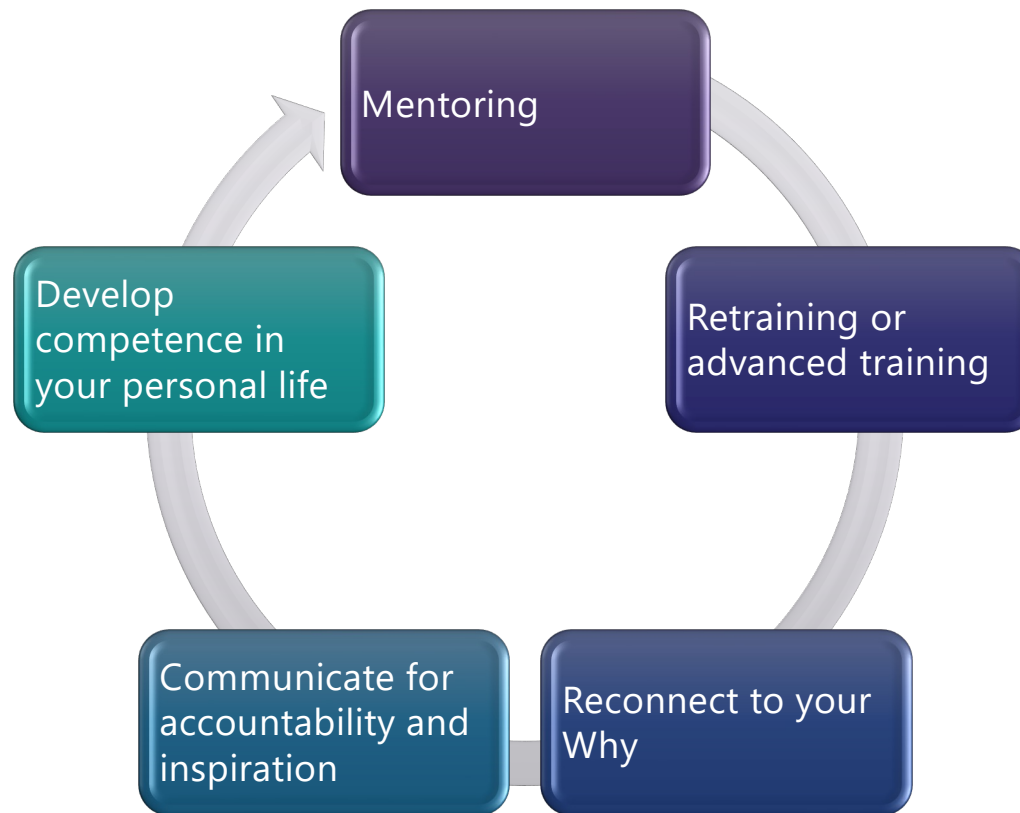 Mentoring
Retraining or
advanced training
Reconnect to your
Why
Communicate for
accountability and
inspiration
Develop
competence in
your personal life